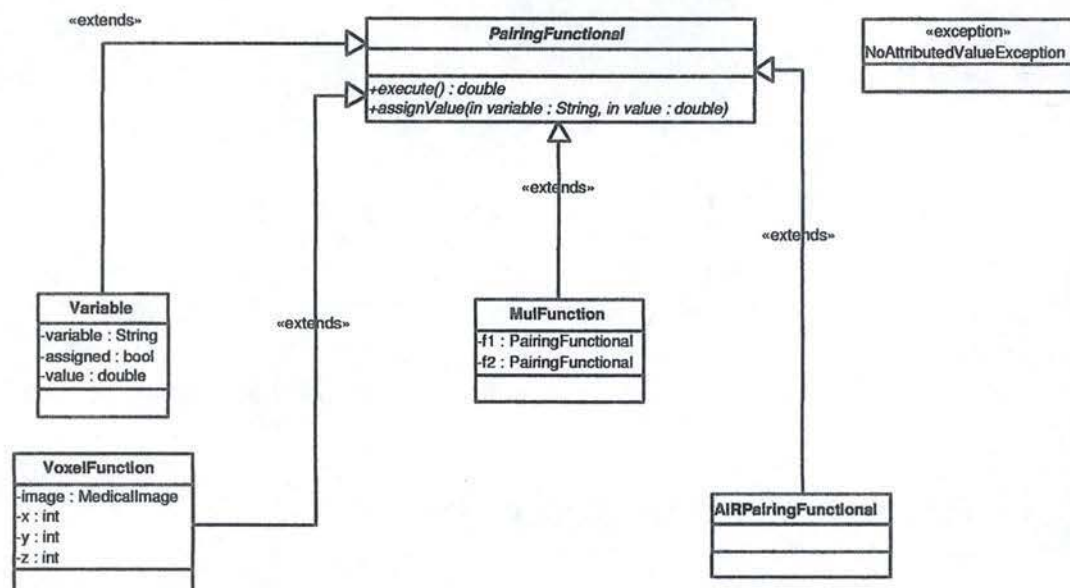 «extends»
PairingFunctional
+execute() : double
+assignValue(in variable : String, in value : double)
«exception»
NoAttributedValueException
«extends»
«extends»
Variable
-variable : String
-assigned : bool
-value : double
«extends»
MulFunction
-f1 : PairingFunctional
-f2 : PairingFunctional
VoxelFunction
-image : MedicalImage
-x : int
-y : int
-z : int
AIRPairingFunctional